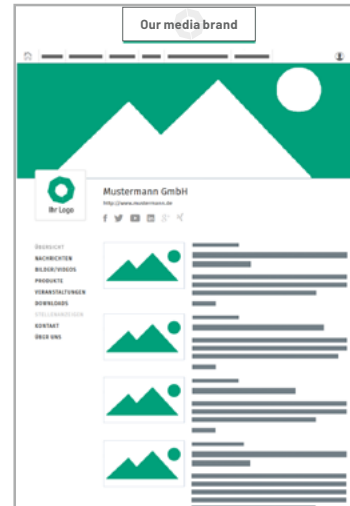 Our media brand
Mustermann GmbH
http://www.mustermann.de
Ihr Logo
ÜBERSICHT
NACHRICHTEN
BILDER/VIDEOS
PRODUKTE
VERANSTALTUNGEN
DOWNLOADS
STELLENANZEIGEN
KONTAKT
ÜBER UNS